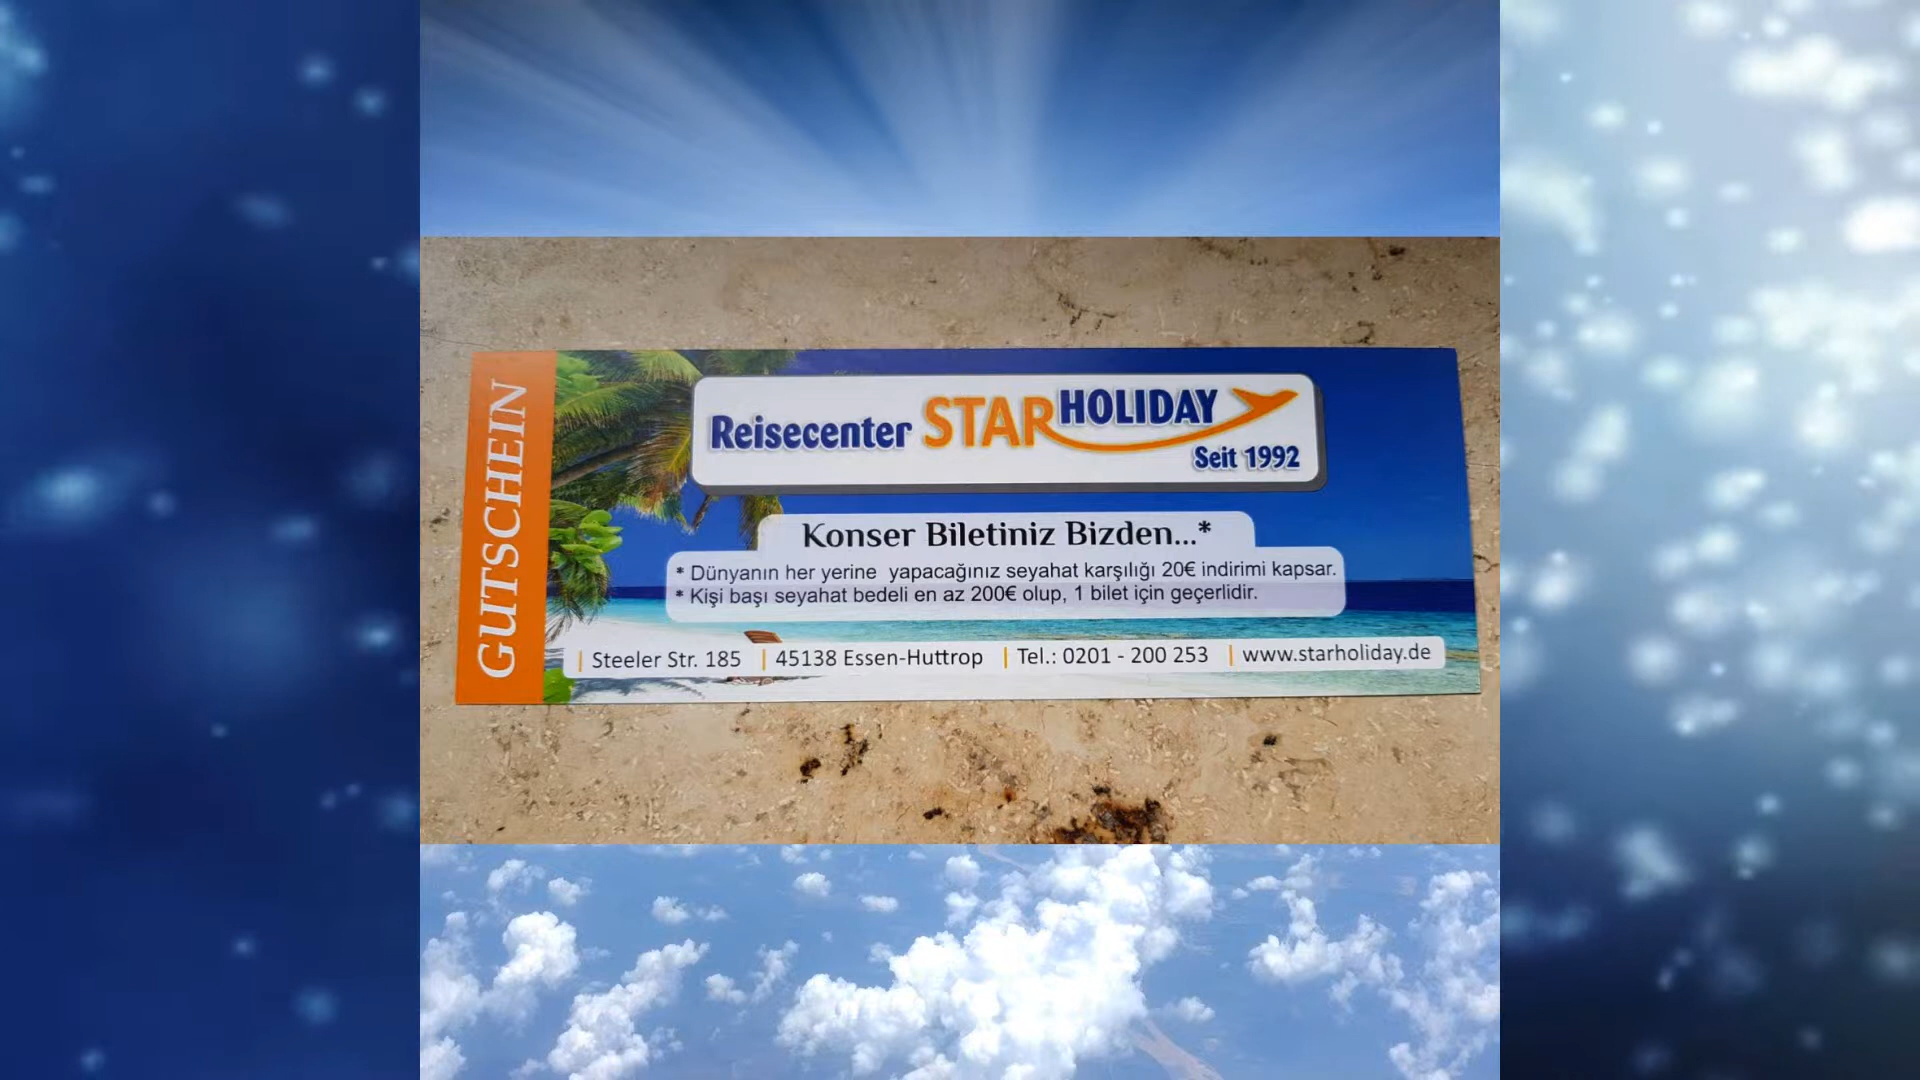 GUTSCHEIN
Reisecenter STARHOLIDAY
Seit 1992
Konser Biletiniz Bizden...*
* Dünyanın her yerine yapacağınız seyahat karşılığı 20€ indirimi kapsar.
* Kişi başı seyahat bedeli en az 200€ olup, 1 bilet için geçerlidir.
| Steeler Str. 185 | 45138 Essen-Huttrop | Tel.: 0201 - 200 253 | www.starholiday.de